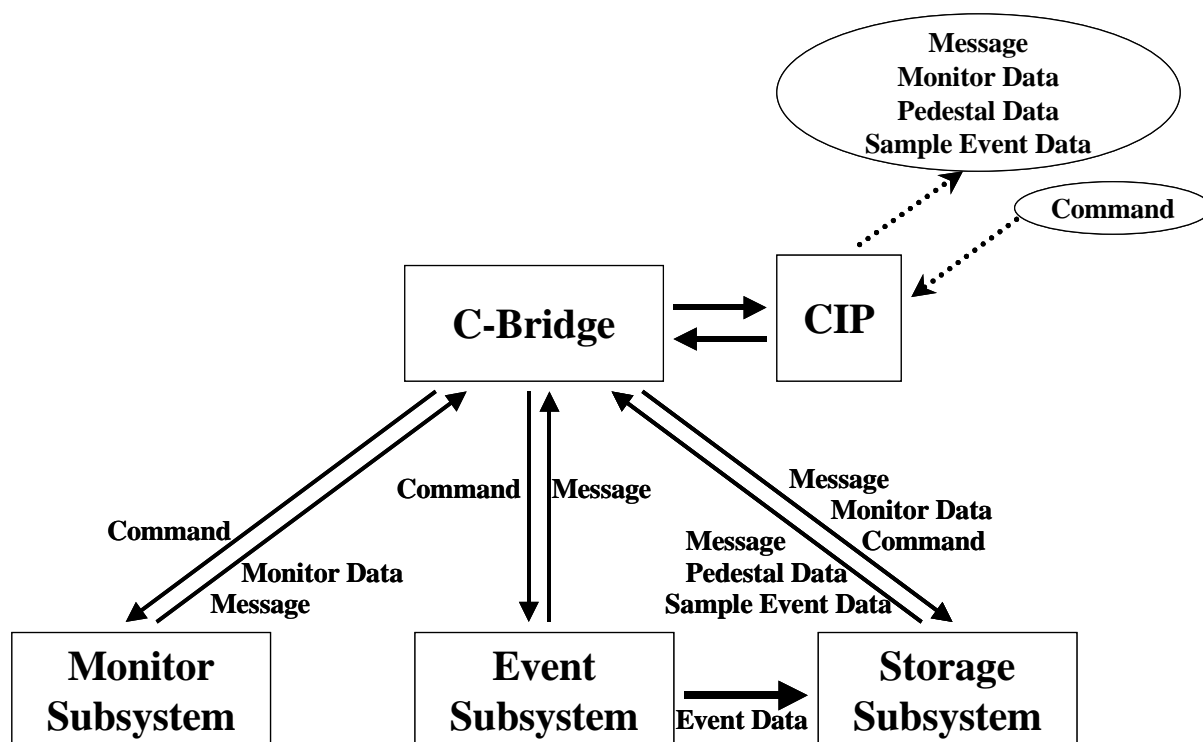 Message
Monitor Data
Pedestal Data
Sample Event Data
Command
C-Bridge
CIP
Command
Message
Message
Monitor Data
Command
Command
Monitor Data
Message
Message
Pedestal Data
Sample Event Data
Monitor
Subsystem
Event
Subsystem
Event Data
Storage
Subsystem